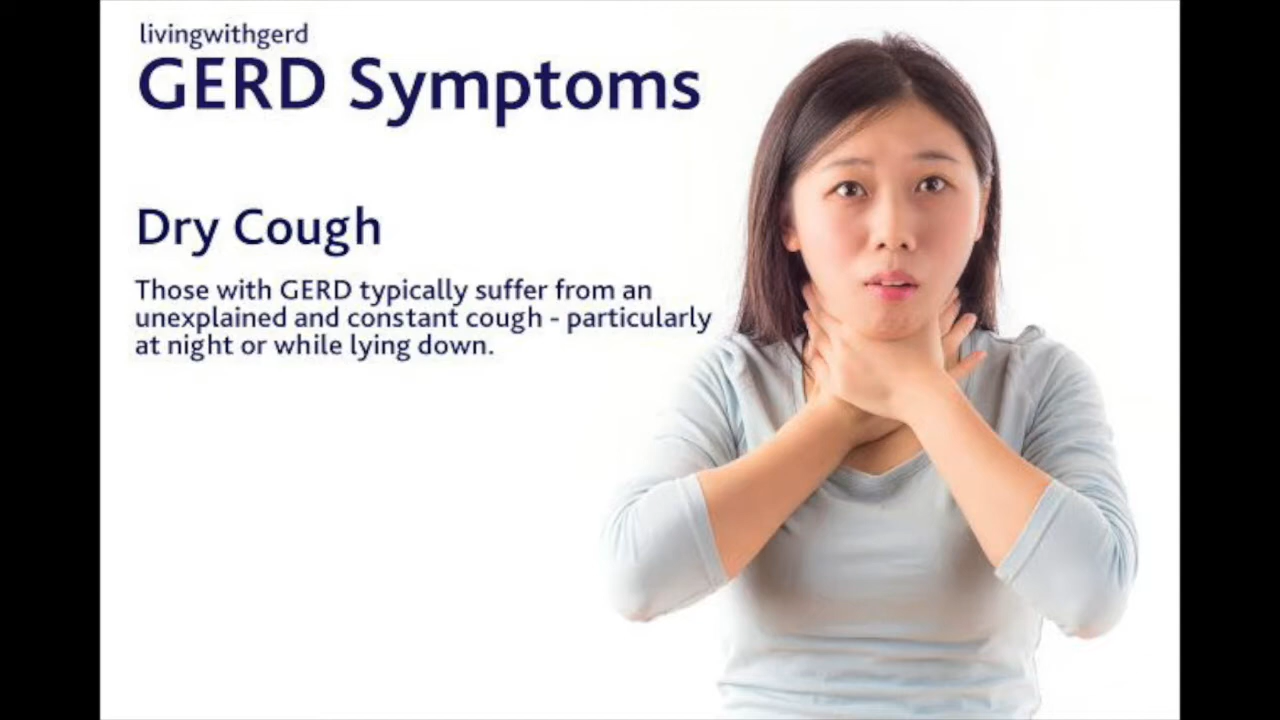 livingwithgerd
GERD Symptoms
Dry Cough
Those with GERD typically suffer from an
unexplained and constant cough - particularly
at night or while lying down.